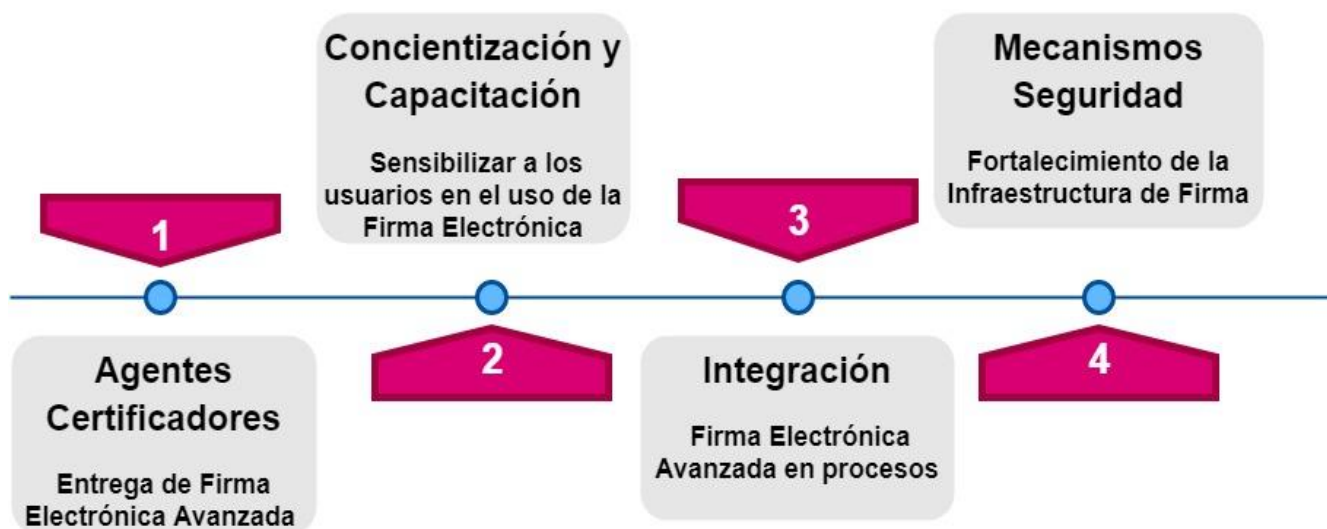 1
Agentes
Certificadores
Entrega de Firma
Electrónica Avanzada
Concientización y
Capacitación
Sensibilizar a los
usuarios en el uso de la
Firma Electrónica
2
3
Integración
Firma Electrónica
Avanzada en procesos
Mecanismos
Seguridad
Fortalecimiento de la
Infraestructura de Firma
4